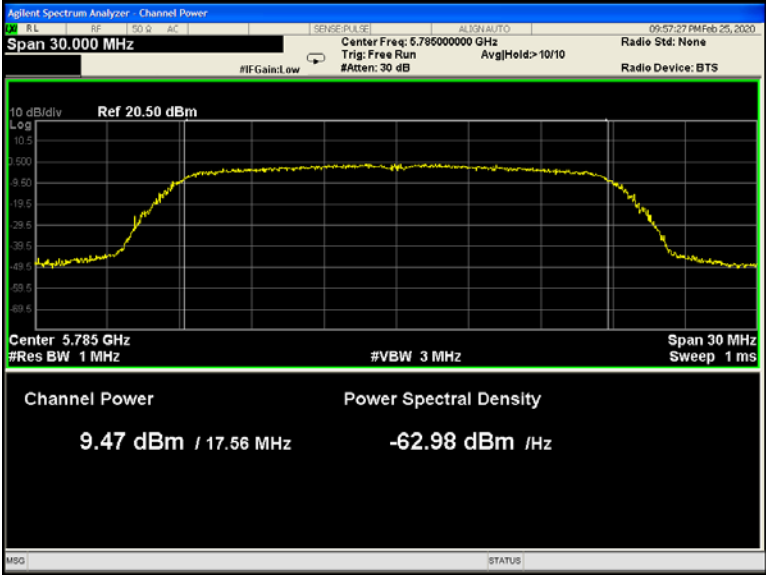 Agilent Spectrum Analyzer - Channel Power
RL RF 50 Ω AC SENSE:PULSE ALIGN AUTO 09:57:27 PM Feb 25, 2020
Span 30.000 MHz
Center Freq: 5.785000000 GHz Radio Std: None
Trig: Free Run Avg|Hold:> 10/10
#IFGain:Low #Atten: 30 dB Radio Device: BTS
10 dB/div Ref 20.50 dBm
Log
10.5
0.500
-9.50
-19.5
-29.5
-39.5
-49.5
-59.5
-69.5
Center 5.785 GHz Span 30 MHz
#Res BW 1 MHz #VBW 3 MHz Sweep 1 ms
Channel Power Power Spectral Density
9.47 dBm / 17.56 MHz -62.98 dBm /Hz
MSG STATUS